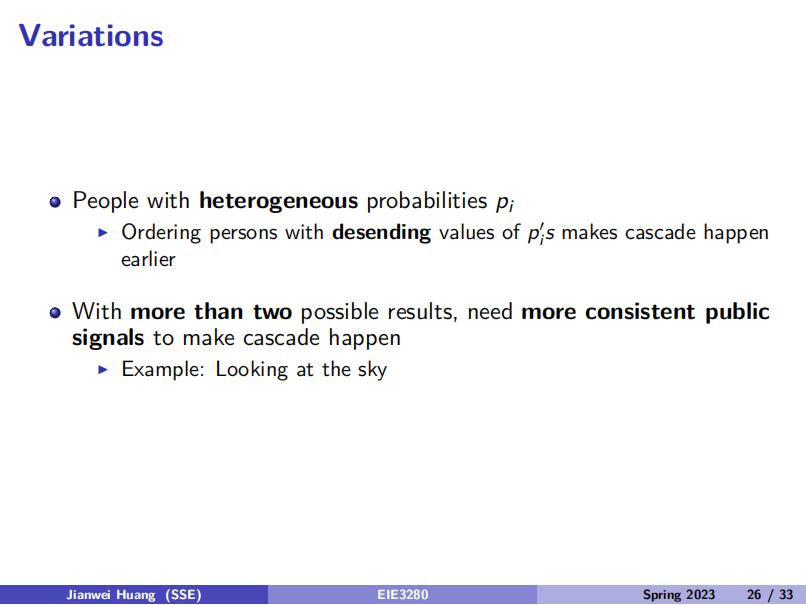 Variations
People with heterogeneous probabilities pᵢ
Ordering persons with desending values of pᵢ′s makes cascade happen
earlier
With more than two possible results, need more consistent public
signals to make cascade happen
Example: Looking at the sky
Jianwei Huang (SSE) EIE3280 Spring 2023 26 / 33